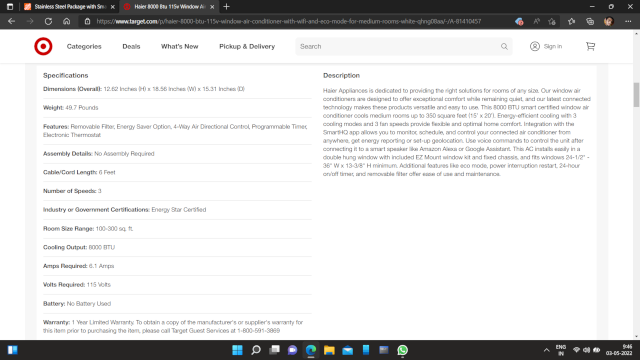 Stainless Steel Package with Sma
Haier 8000 Btu 115v Window Air
https://www.target.com/p/haier-8000-btu-115v-window-air-conditioner-with-wifi-and-eco-mode-for-medium-rooms-white-qhng08aa/-/A-81410457
Categories Deals What's New Pickup & Delivery Search Sign in
Specifications
Dimensions (Overall): 12.62 Inches (H) x 18.56 Inches (W) x 15.31 Inches (D)
Weight: 49.7 Pounds
Features: Removable Filter, Energy Saver Option, 4-Way Air Directional Control, Programmable Timer,
Electronic Thermostat
Assembly Details: No Assembly Required
Cable/Cord Length: 6 Feet
Number of Speeds: 3
Industry or Government Certifications: Energy Star Certified
Room Size Range: 100-300 sq. ft.
Cooling Output: 8000 BTU
Amps Required: 6.1 Amps
Volts Required: 115 Volts
Battery: No Battery Used
Warranty: 1 Year Limited Warranty. To obtain a copy of the manufacturer's or supplier's warranty for
this item prior to purchasing the item, please call Target Guest Services at 1-800-591-3869
Description
Haier Appliances is dedicated to providing the right solutions for rooms of any size. Our window air
conditioners are designed to offer exceptional comfort while remaining quiet, and our latest connected
technology makes these products versatile and easy to use. This 8000 BTU smart certified window air
conditioner cools medium rooms up to 350 square feet (15' x 20'). Energy-efficient cooling with 3
cooling modes and 3 fan speeds provide flexible and optimal home comfort. Integration with the
SmartHQ app allows you to monitor, schedule, and control your connected air conditioner from
anywhere, get energy reporting or set-up geolocation. Use voice commands to control the unit after
connecting it to a smart speaker like Amazon Alexa or Google Assistant. This AC installs easily in a
double hung window with included EZ Mount window kit and fixed chassis, and fits windows 24-1/2" –
36" W x 13-3/8" H minimum. Additional features like eco mode, power interruption restart, 24-hour
on/off timer, and removable filter offer ease of use and maintenance.
ENG
IN
9:46
03-05-2022